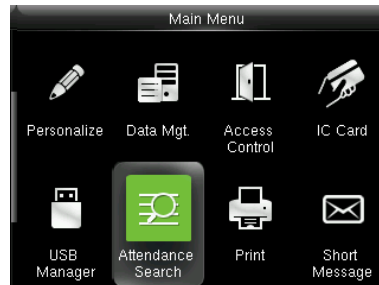 Main Menu
Personalize
Data Mgt.
Access
Control
IC Card
USB
Manager
Attendance
Search
Print
Short
Message